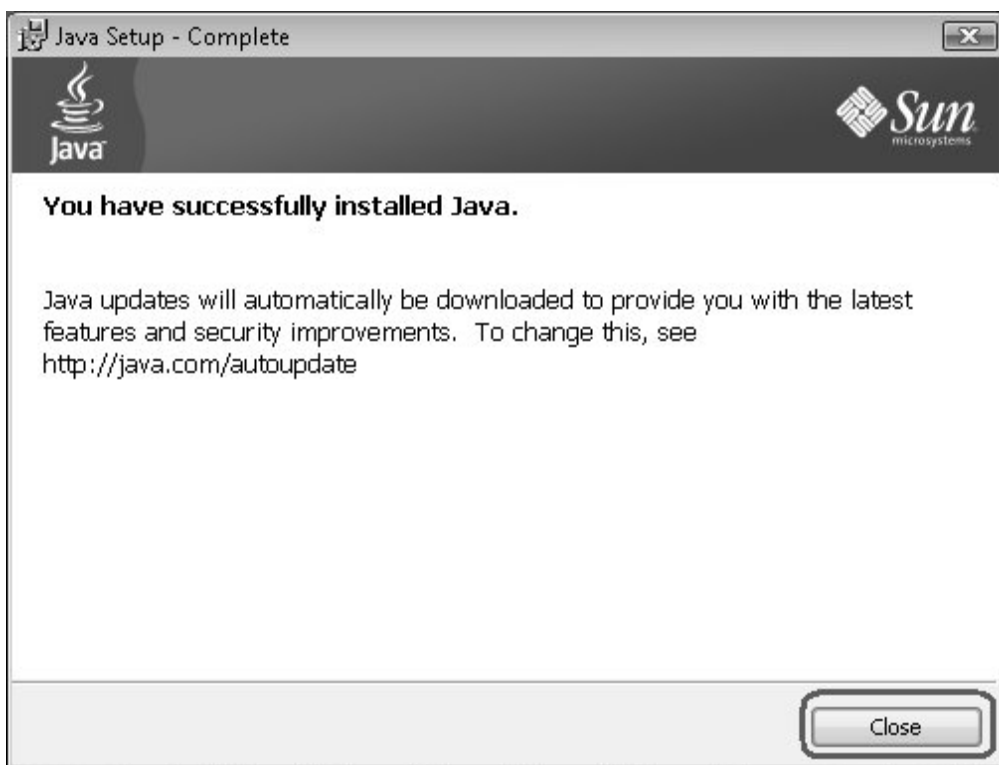 Java Setup - Complete
Java
Sun
microsystems
You have successfully installed Java.
Java updates will automatically be downloaded to provide you with the latest
features and security improvements. To change this, see
http://java.com/autoupdate
Close